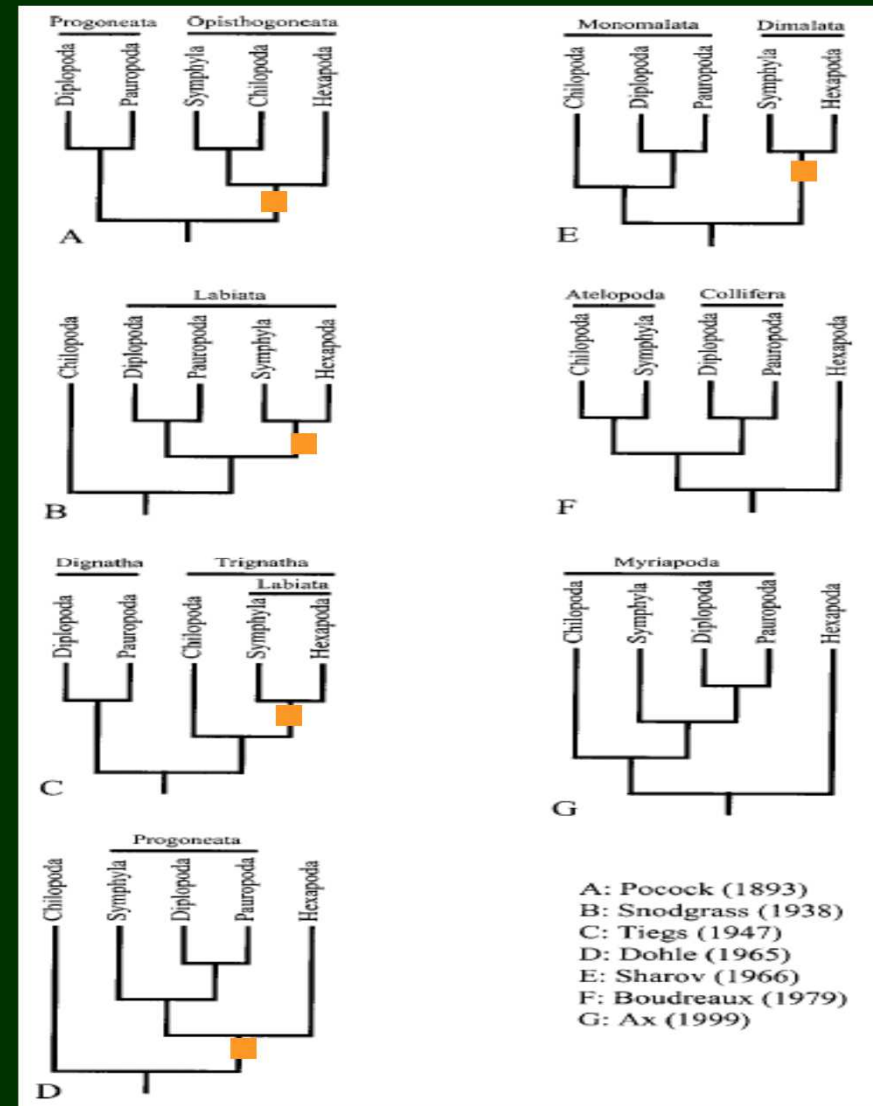 Progoneata Opisthogoneata
Diplopoda Pauropoda Symphyla Chilopoda Hexapoda
A
Labiata
Chilopoda Diplopoda Pauropoda Symphyla Hexapoda
B
Dignatha Trignatha
Labiata
Diplopoda Pauropoda Chilopoda Symphyla Hexapoda
C
Progoneata
Chilopoda Symphyla Diplopoda Pauropoda Hexapoda
D
Monomalata Dimalata
Chilopoda Diplopoda Pauropoda Symphyla Hexapoda
E
Atelopoda Collifera
Chilopoda Symphyla Diplopoda Pauropoda Hexapoda
F
Myriapoda
Chilopoda Symphyla Diplopoda Pauropoda Hexapoda
G
A: Pocock (1893)
B: Snodgrass (1938)
C: Tiegs (1947)
D: Dohle (1965)
E: Sharov (1966)
F: Boudreaux (1979)
G: Ax (1999)